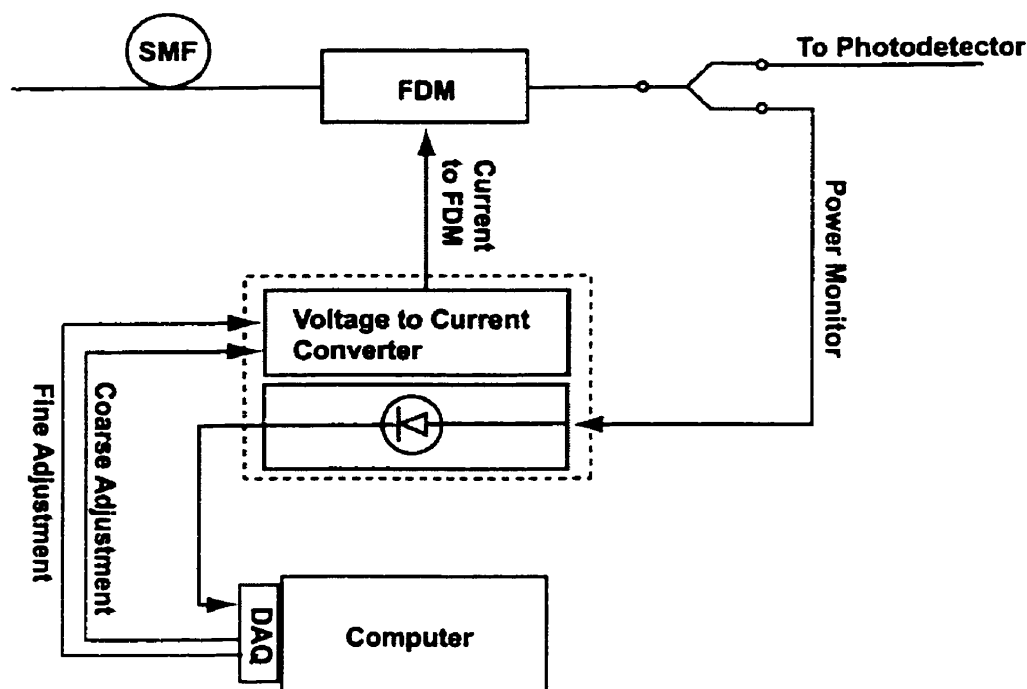 SMF
To Photodetector
FDM
Current
to FDM
Power Monitor
Voltage to Current
Converter
Fine Adjustment
Coarse Adjustment
DAQ
Computer